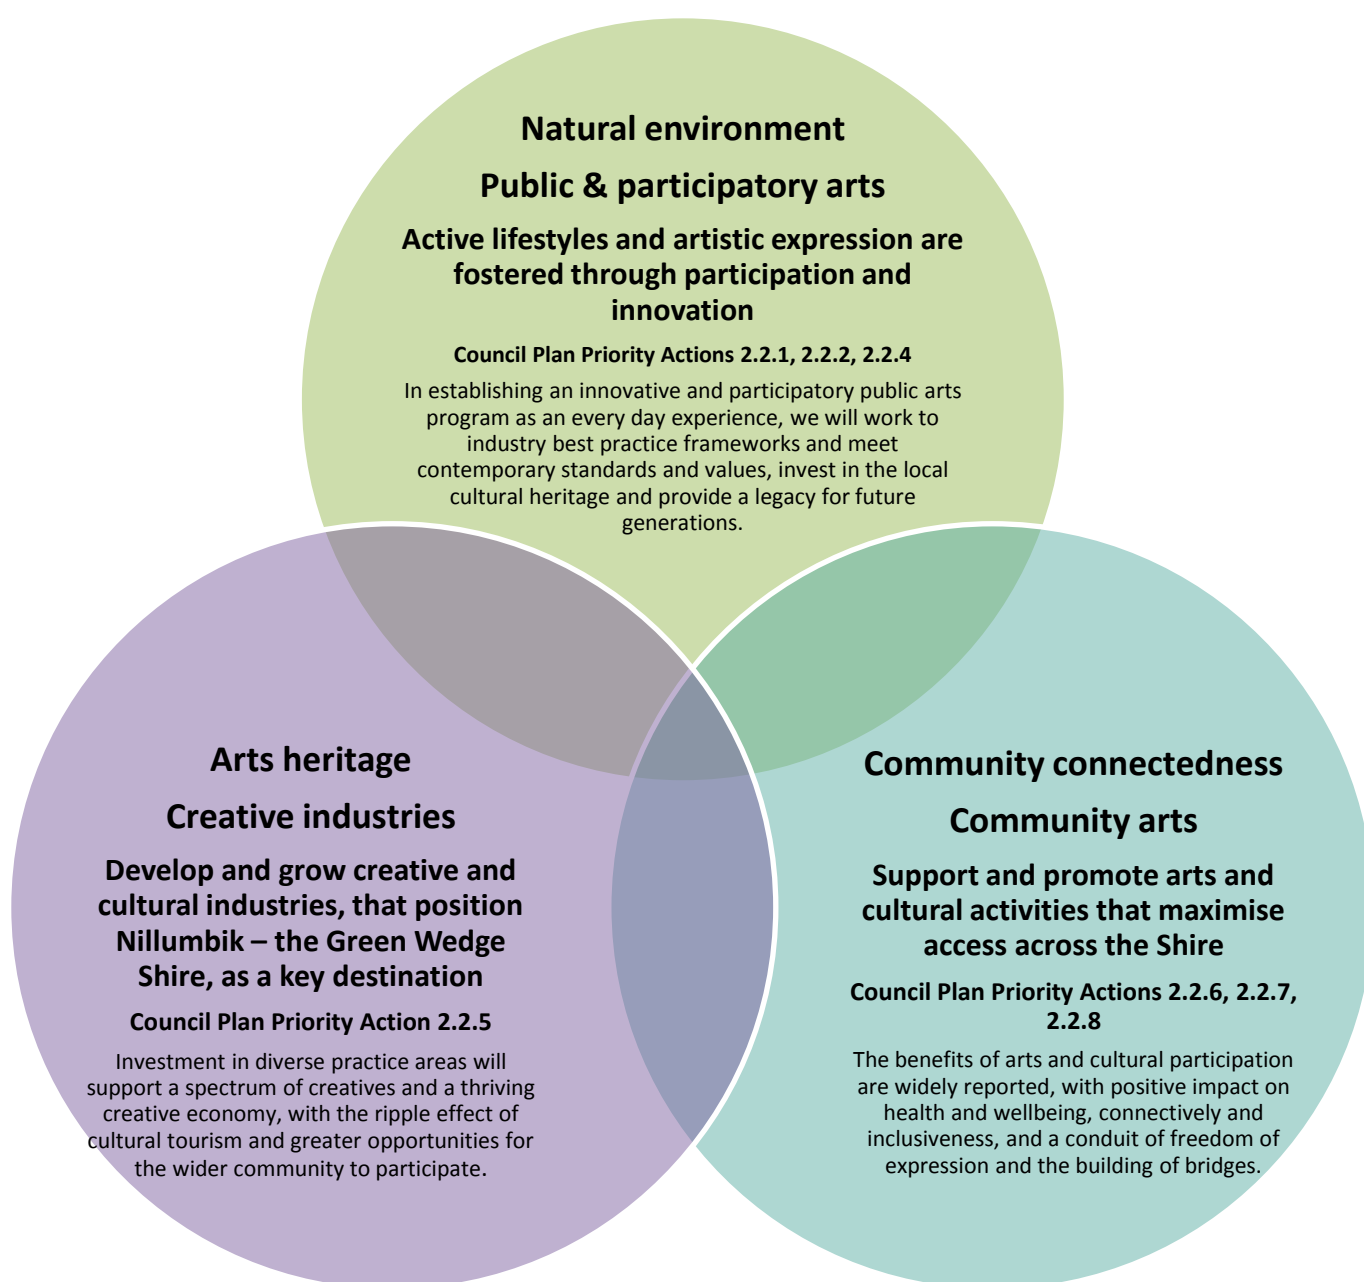 Natural environment
Public & participatory arts
Active lifestyles and artistic expression are
fostered through participation and
innovation
Council Plan Priority Actions 2.2.1, 2.2.2, 2.2.4
In establishing an innovative and participatory public arts
program as an every day experience, we will work to
industry best practice frameworks and meet
contemporary standards and values, invest in the local
cultural heritage and provide a legacy for future
generations.
Arts heritage
Creative industries
Develop and grow creative and
cultural industries, that position
Nillumbik – the Green Wedge
Shire, as a key destination
Council Plan Priority Action 2.2.5
Investment in diverse practice areas will
support a spectrum of creatives and a thriving
creative economy, with the ripple effect of
cultural tourism and greater opportunities for
the wider community to participate.
Community connectedness
Community arts
Support and promote arts and
cultural activities that maximise
access across the Shire
Council Plan Priority Actions 2.2.6, 2.2.7,
2.2.8
The benefits of arts and cultural participation
are widely reported, with positive impact on
health and wellbeing, connectively and
inclusiveness, and a conduit of freedom of
expression and the building of bridges.